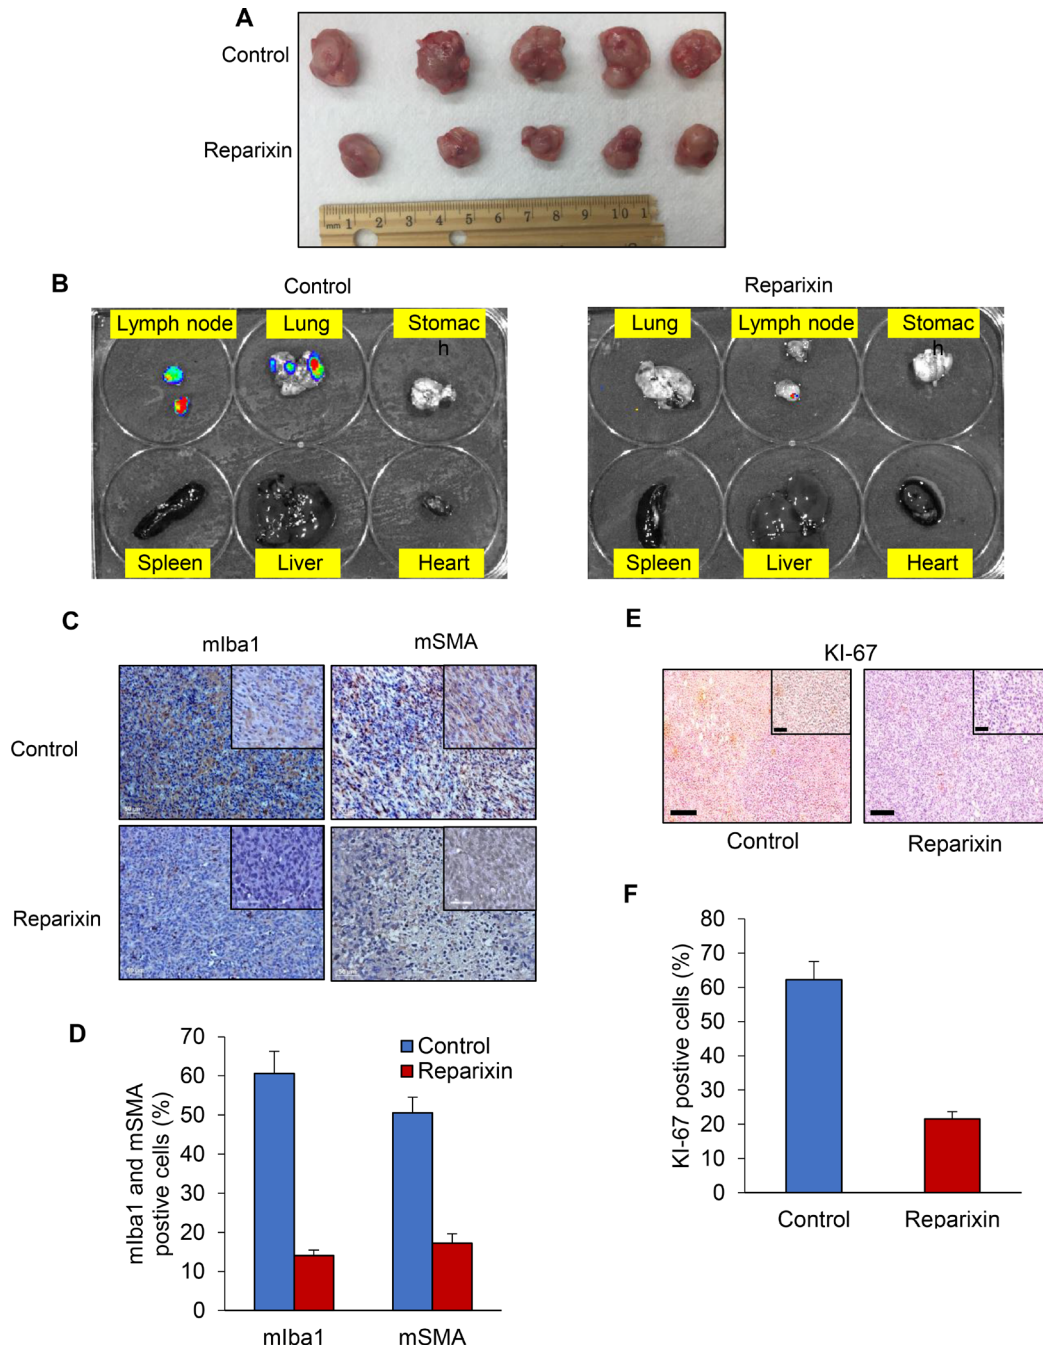 A
Control
Reparixin
mm 1 2 3 4 5 6 7 8 9 10 1
B
Control
Reparixin
Lymph node
Lung
Stomac
h
Spleen
Liver
Heart
Lung
Lymph node
Stomac
h
Spleen
Liver
Heart
C
mIba1
mSMA
Control
Reparixin
D
mIba1 and mSMA
postive cells (%)
70
60
50
40
30
20
10
0
Control
Reparixin
mIba1
mSMA
E
KI-67
Control
Reparixin
F
KI-67 postive cells (%)
80
70
60
50
40
30
20
10
0
Control
Reparixin